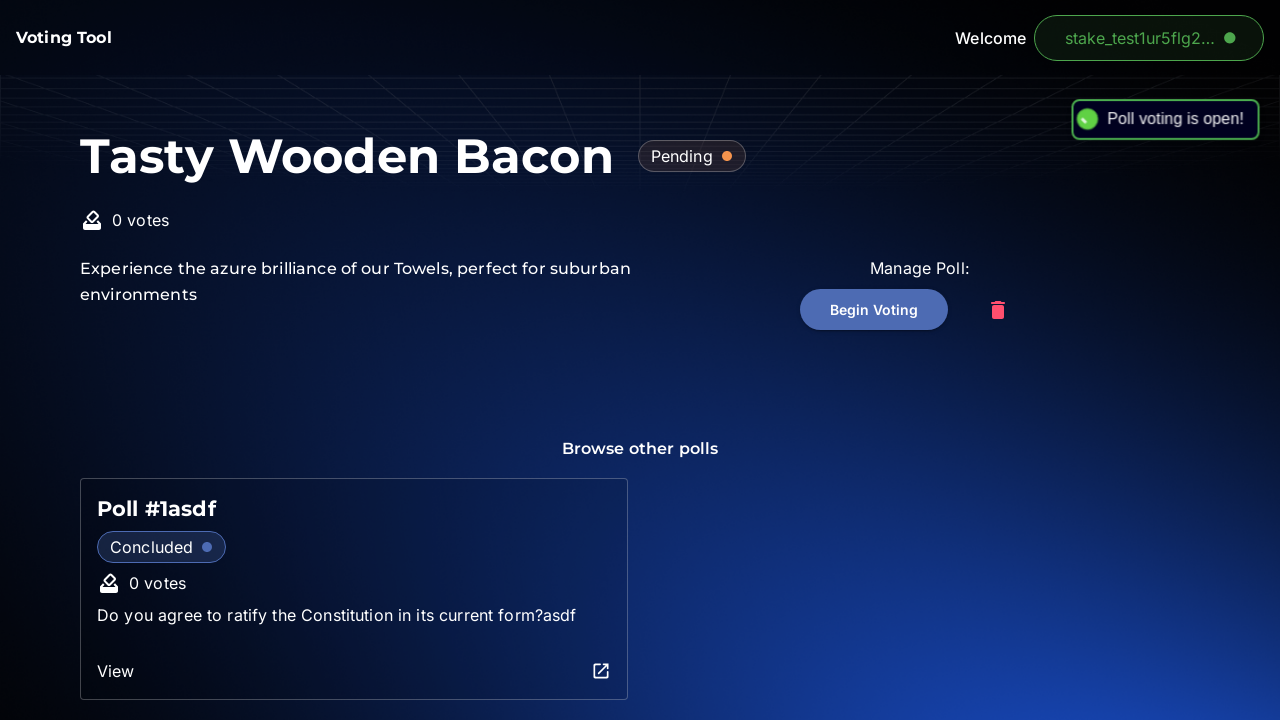 Voting Tool
Welcome
stake_test1ur5flg2...
Poll voting is open!
Tasty Wooden Bacon
Pending
0 votes
Experience the azure brilliance of our Towels, perfect for suburban
environments
Manage Poll:
Begin Voting
Browse other polls
Poll #1asdf
Concluded
0 votes
Do you agree to ratify the Constitution in its current form?asdf
View